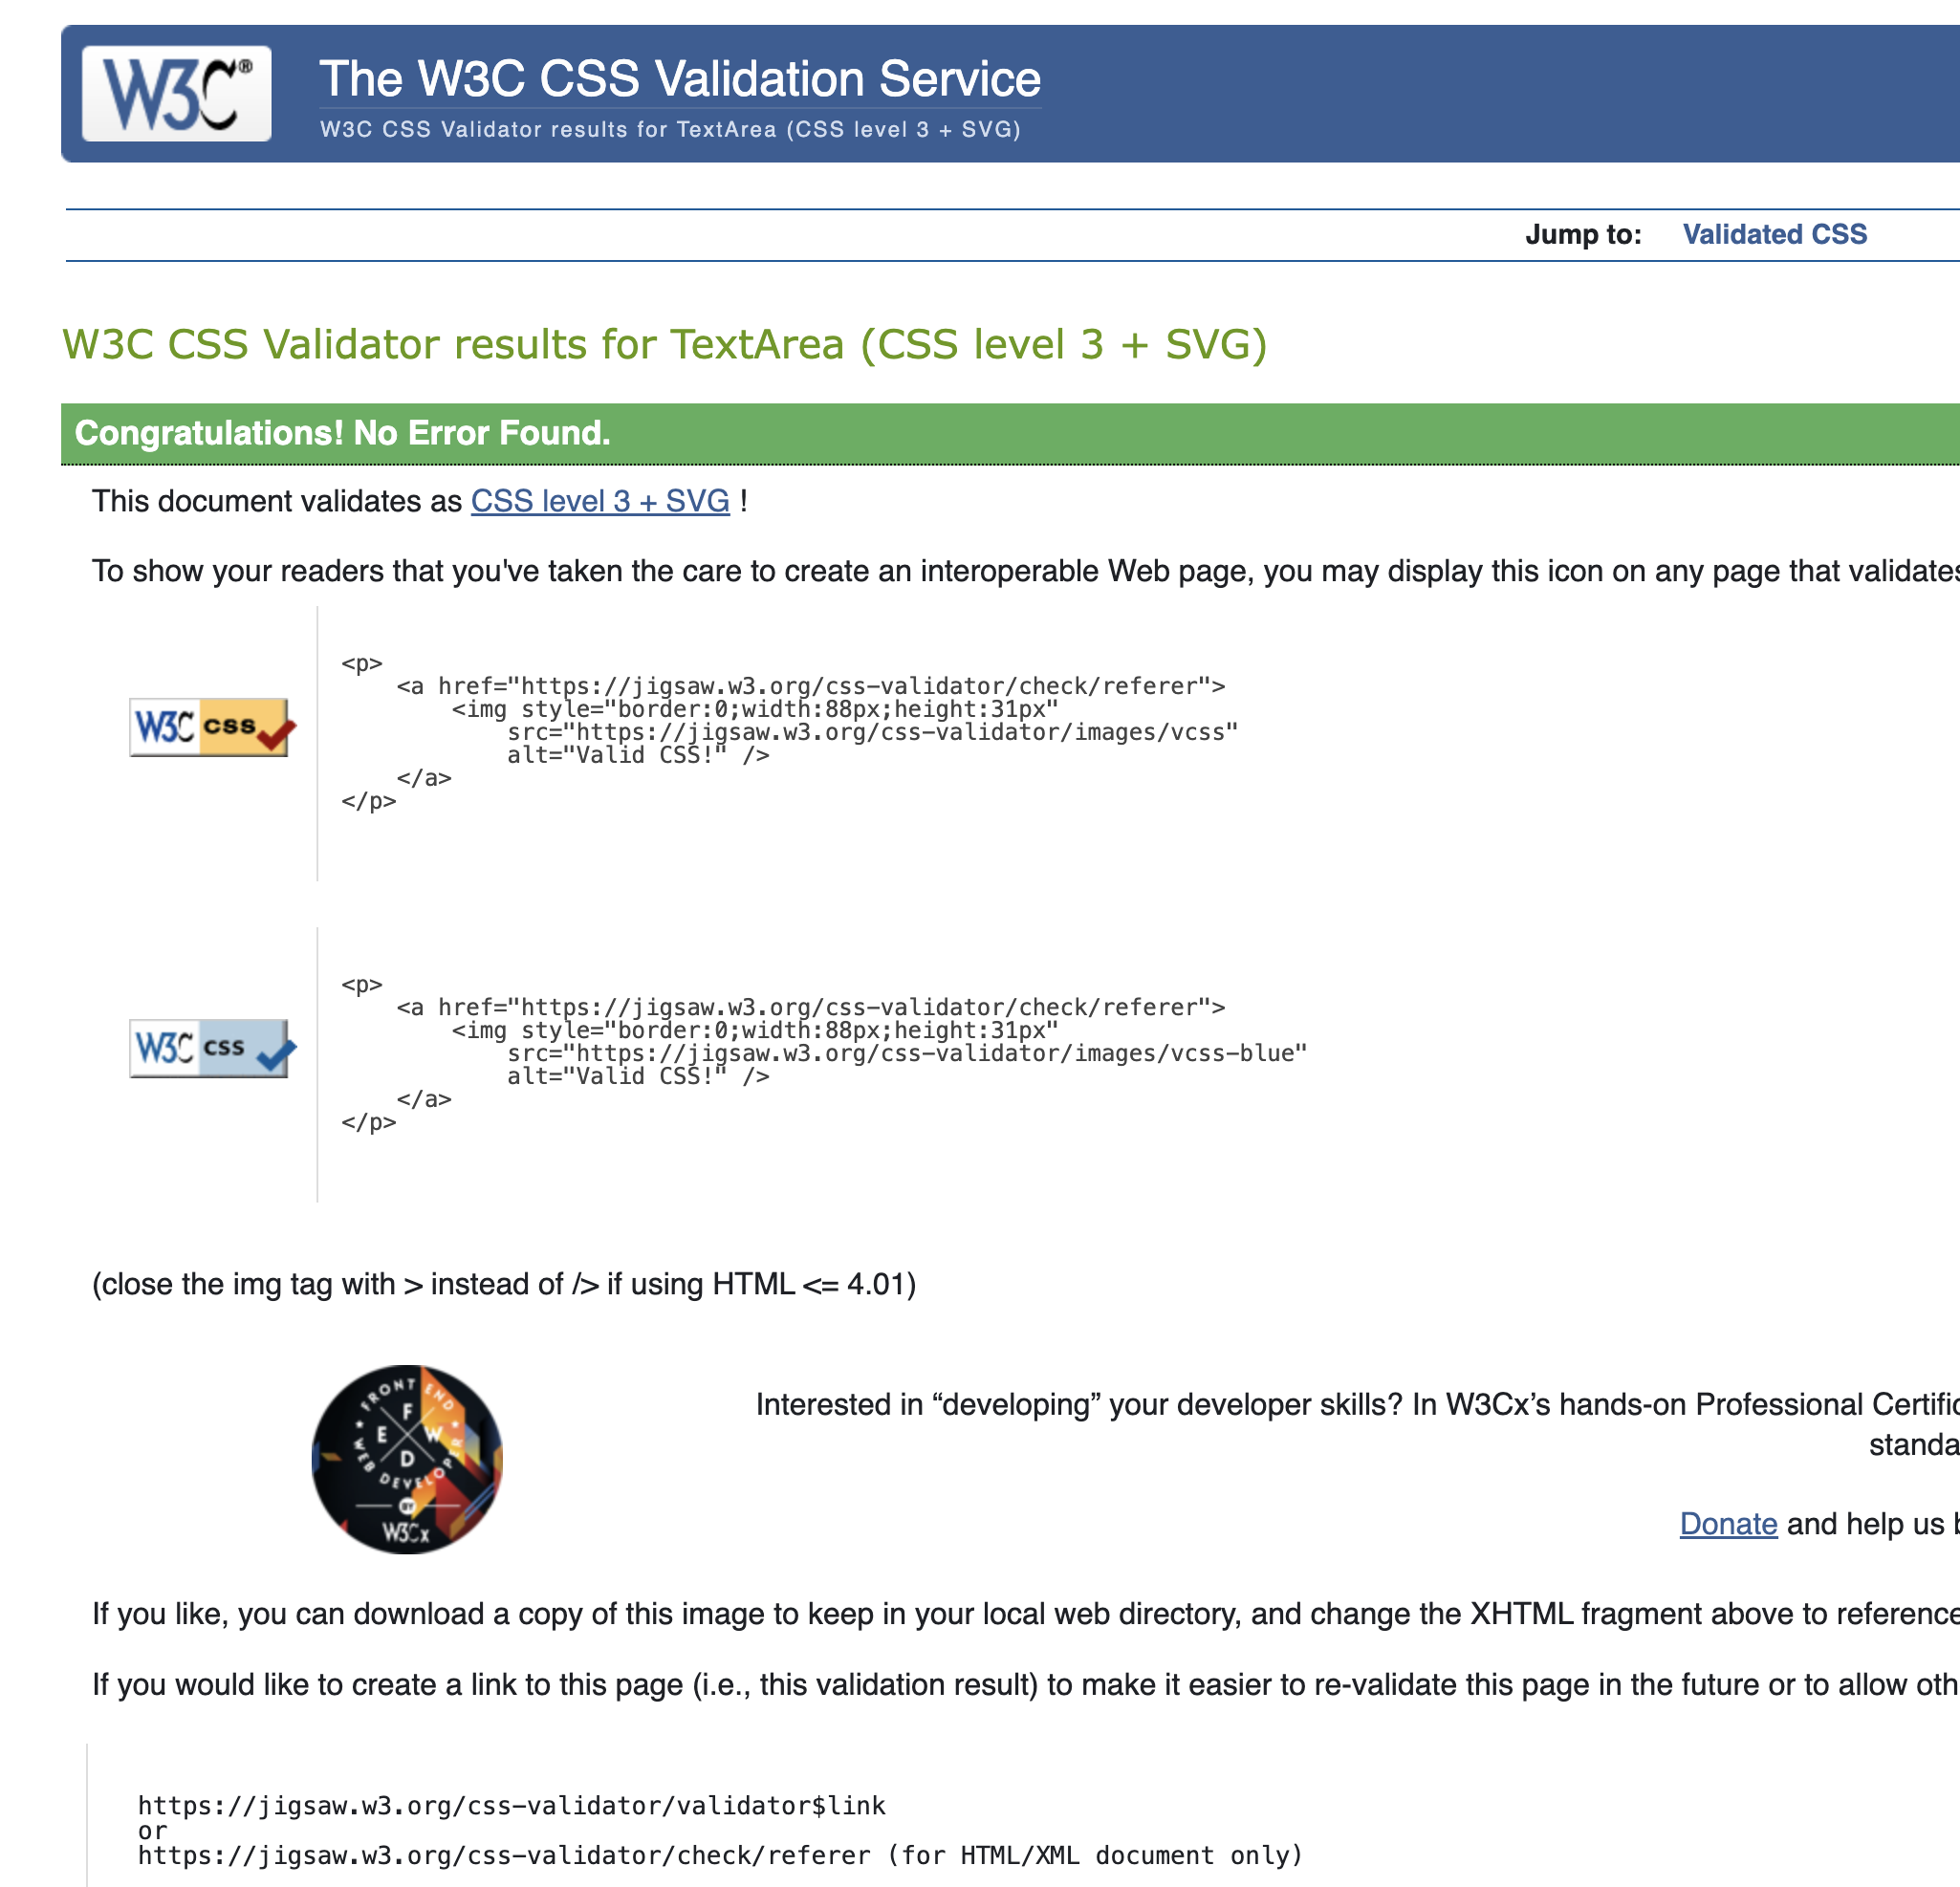 W3C®
The W3C CSS Validation Service
W3C CSS Validator results for TextArea (CSS level 3 + SVG)
Jump to: Validated CSS
W3C CSS Validator results for TextArea (CSS level 3 + SVG)
Congratulations! No Error Found.
This document validates as CSS level 3 + SVG !
To show your readers that you've taken the care to create an interoperable Web page, you may display this icon on any page that validates
W3C css
<p>
    <a href="https://jigsaw.w3.org/css-validator/check/referer">
        <img style="border:0;width:88px;height:31px"
            src="https://jigsaw.w3.org/css-validator/images/vcss"
            alt="Valid CSS!" />
    </a>
</p>
W3C css
<p>
    <a href="https://jigsaw.w3.org/css-validator/check/referer">
        <img style="border:0;width:88px;height:31px"
            src="https://jigsaw.w3.org/css-validator/images/vcss-blue"
            alt="Valid CSS!" />
    </a>
</p>
(close the img tag with > instead of /> if using HTML <= 4.01)
FRONT END
WEB DEVELOPER
F E W D
BY
W3Cx
Interested in “developing” your developer skills? In W3Cx’s hands-on Professional Certific
standa
Donate and help us b
If you like, you can download a copy of this image to keep in your local web directory, and change the XHTML fragment above to reference
If you would like to create a link to this page (i.e., this validation result) to make it easier to re-validate this page in the future or to allow oth
https://jigsaw.w3.org/css-validator/validator$link
or
https://jigsaw.w3.org/css-validator/check/referer (for HTML/XML document only)